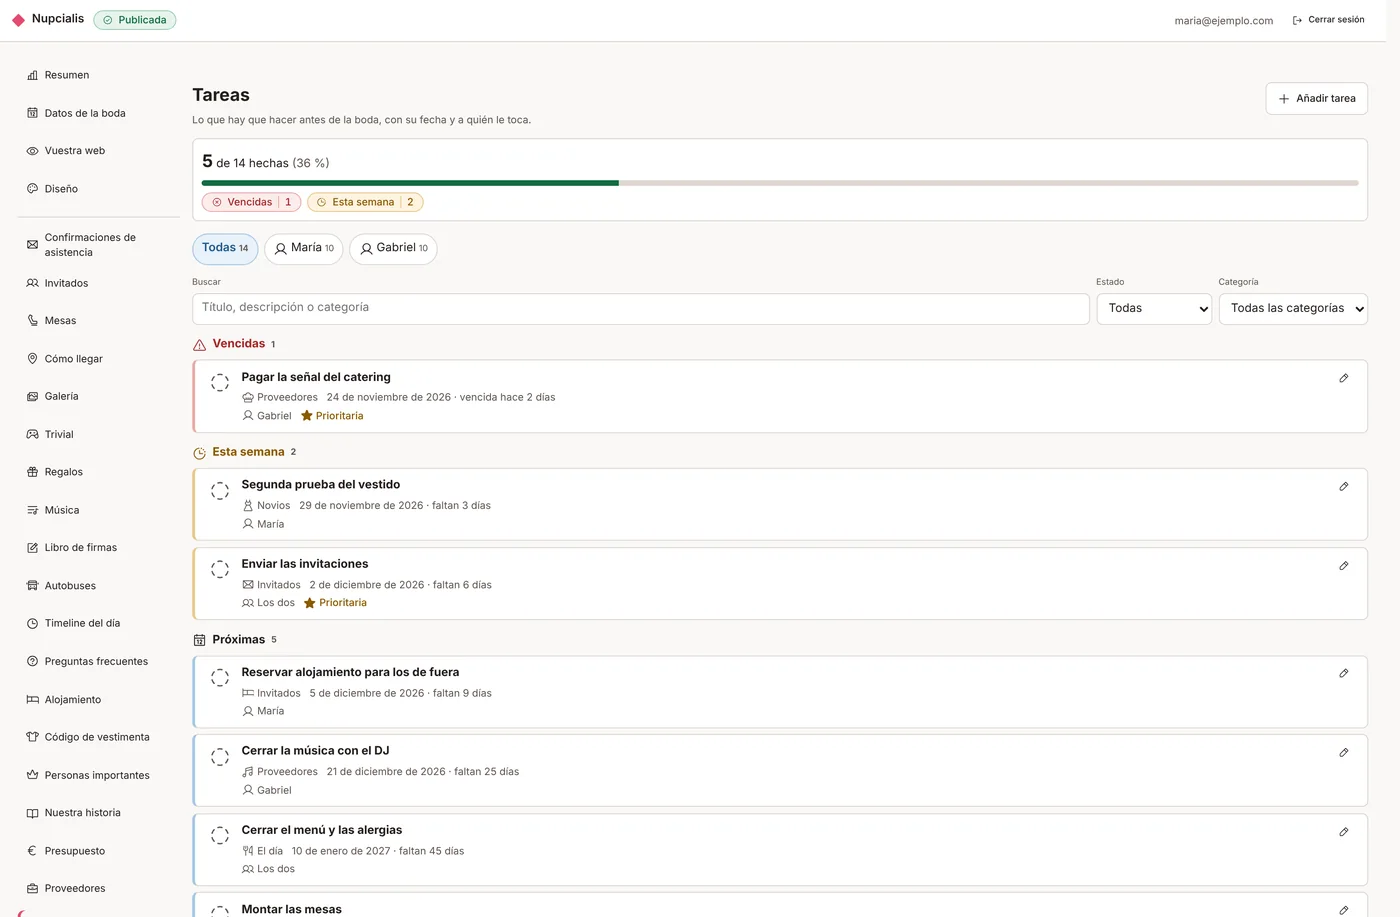 Nupcialis
Publicada
maria@ejemplo.com
Cerrar sesión
Resumen
Datos de la boda
Vuestra web
Diseño
Confirmaciones de
asistencia
Invitados
Mesas
Cómo llegar
Galería
Trivial
Regalos
Música
Libro de firmas
Autobuses
Timeline del día
Preguntas frecuentes
Alojamiento
Código de vestimenta
Personas importantes
Nuestra historia
Presupuesto
Proveedores
Tareas
Añadir tarea
Lo que hay que hacer antes de la boda, con su fecha y a quién le toca.
5 de 14 hechas (36 %)
Vencidas 1
Esta semana 2
Todas 14
María 10
Gabriel 10
Buscar
Estado
Categoría
Título, descripción o categoría
Todas
Todas las categorías
Vencidas 1
Pagar la señal del catering
Proveedores 24 de noviembre de 2026 · vencida hace 2 días
Gabriel Prioritaria
Esta semana 2
Segunda prueba del vestido
Novios 29 de noviembre de 2026 · faltan 3 días
María
Enviar las invitaciones
Invitados 2 de diciembre de 2026 · faltan 6 días
Los dos Prioritaria
Próximas 5
Reservar alojamiento para los de fuera
Invitados 5 de diciembre de 2026 · faltan 9 días
María
Cerrar la música con el DJ
Proveedores 21 de diciembre de 2026 · faltan 25 días
Gabriel
Cerrar el menú y las alergias
El día 10 de enero de 2027 · faltan 45 días
Los dos
Montar las mesas